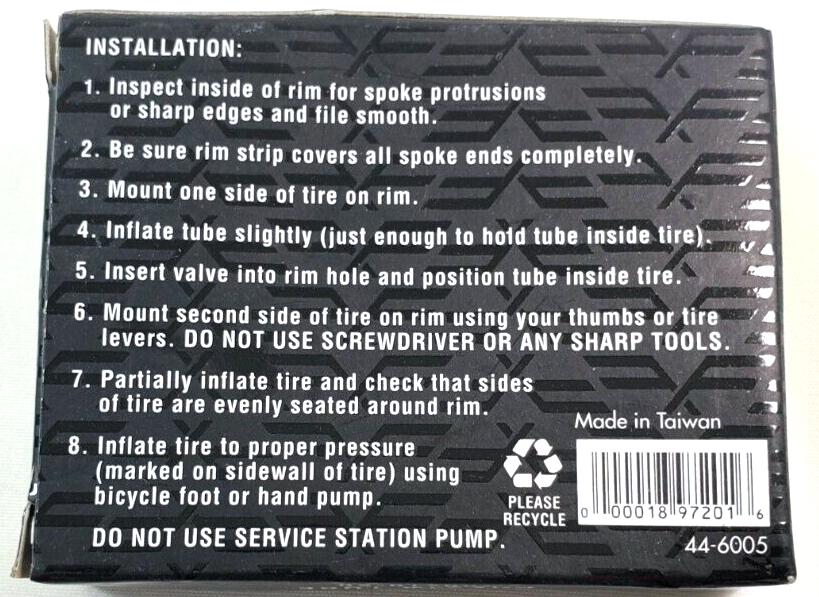 INSTALLATION:
1. Inspect inside of rim for spoke protrusions
or sharp edges and file smooth.
2. Be sure rim strip covers all spoke ends completely.
3. Mount one side of tire on rim.
4. Inflate tube slightly (just enough to hold tube inside tire).
5. Insert valve into rim hole and position tube inside tire.
6. Mount second side of tire on rim using your thumbs or tire
levers. DO NOT USE SCREWDRIVER OR ANY SHARP TOOLS.
7. Partially inflate tire and check that sides
of tire are evenly seated around rim.
8. Inflate tire to proper pressure
(marked on sidewall of tire) using
bicycle foot or hand pump.
DO NOT USE SERVICE STATION PUMP.
PLEASE
RECYCLE
Made in Taiwan
0 00018 97201 6
44-6005